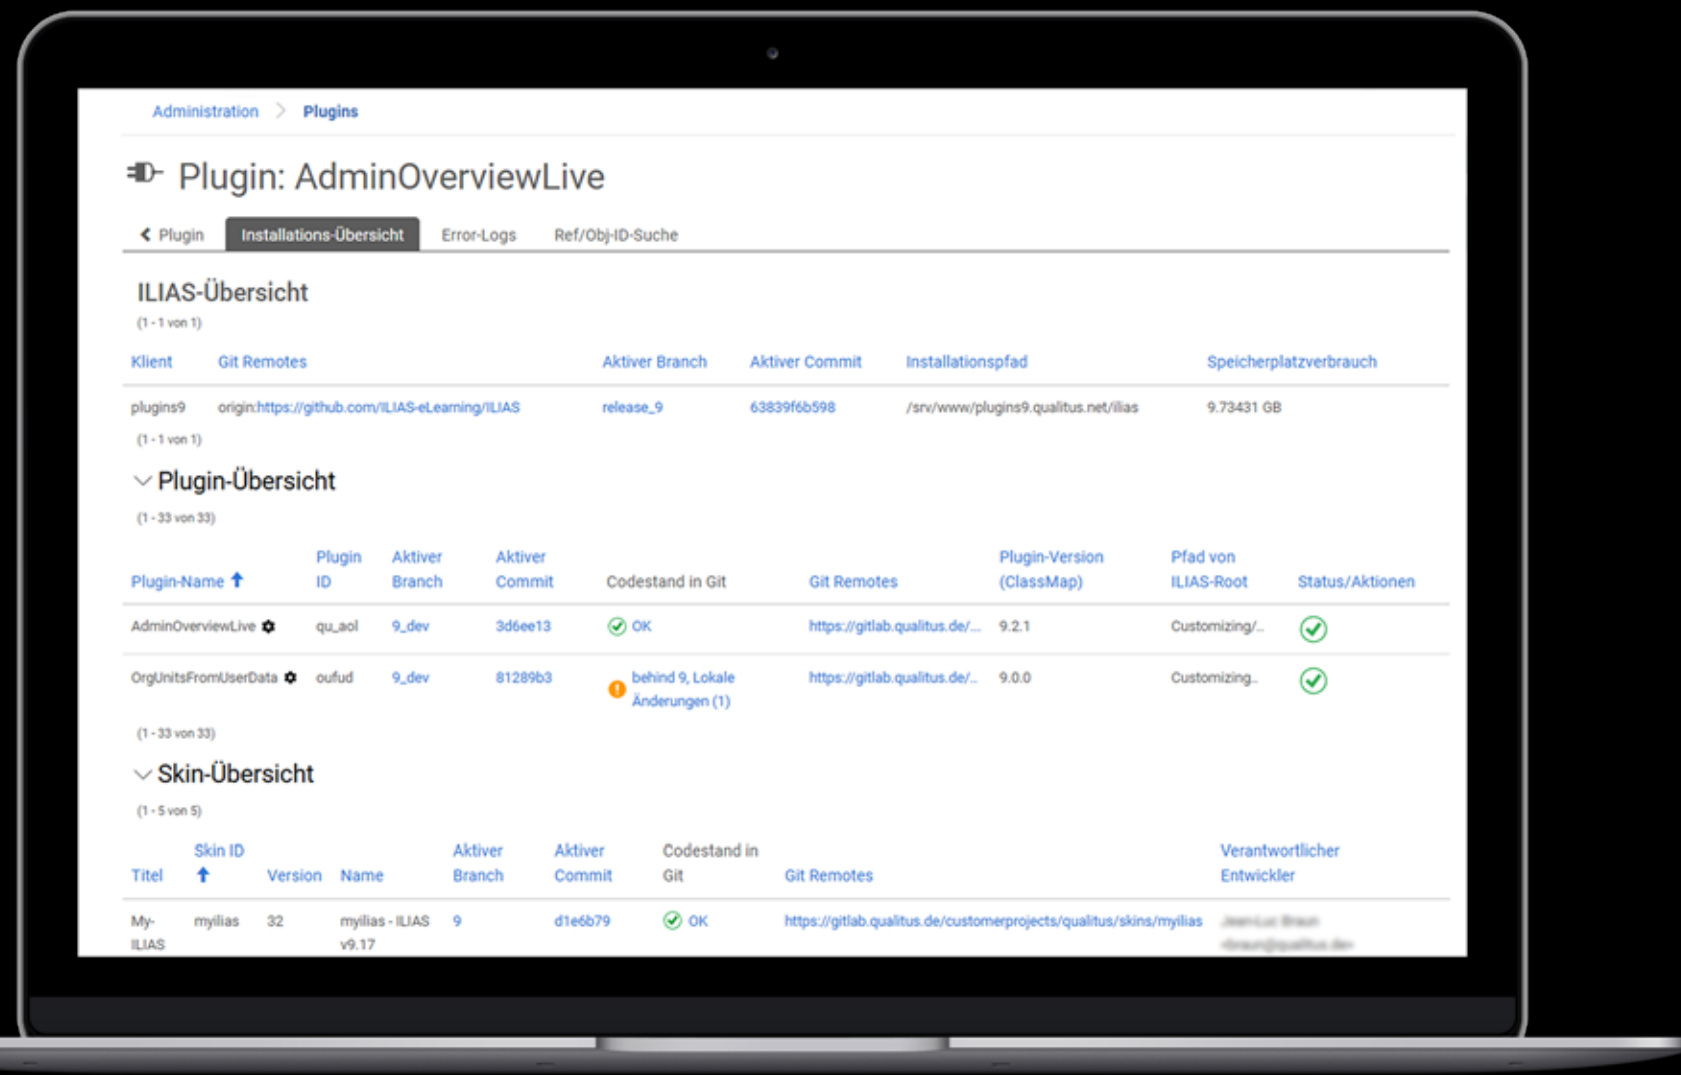 Administration > Plugins
Plugin: AdminOverviewLive
Plugin Installations-Übersicht Error-Logs Ref/Obj-ID-Suche
ILIAS-Übersicht
(1 - 1 von 1)
Klient Git Remotes Aktiver Branch Aktiver Commit Installationspfad Speicherplatzverbrauch
plugins9 origin:https://github.com/ILIAS-eLearning/ILIAS release_9 63839f6b598 /srv/www/plugins9.qualitus.net/ilias 9.73431 GB
(1 - 1 von 1)
Plugin-Übersicht
(1 - 33 von 33)
Plugin Aktiver Aktiver Plugin-Version Pfad von
Plugin-Name ID Branch Commit Codestand in Git Git Remotes (ClassMap) ILIAS-Root Status/Aktionen
AdminOverviewLive qu_aol 9_dev 3d6ee13 OK https://gitlab.qualitus.de/... 9.2.1 Customizing/..
OrgUnitsFromUserData oufud 9_dev 81289b3 behind 9, Lokale https://gitlab.qualitus.de/.. 9.0.0 Customizing..
Änderungen (1)
(1 - 33 von 33)
Skin-Übersicht
(1 - 5 von 5)
Skin ID Aktiver Aktiver Codestand in Verantwortlicher
Titel Version Name Branch Commit Git Git Remotes Entwickler
My- myilias 32 myilias - ILIAS 9 d1e6b79 OK https://gitlab.qualitus.de/customerprojects/qualitus/skins/myilias
ILIAS v9.17